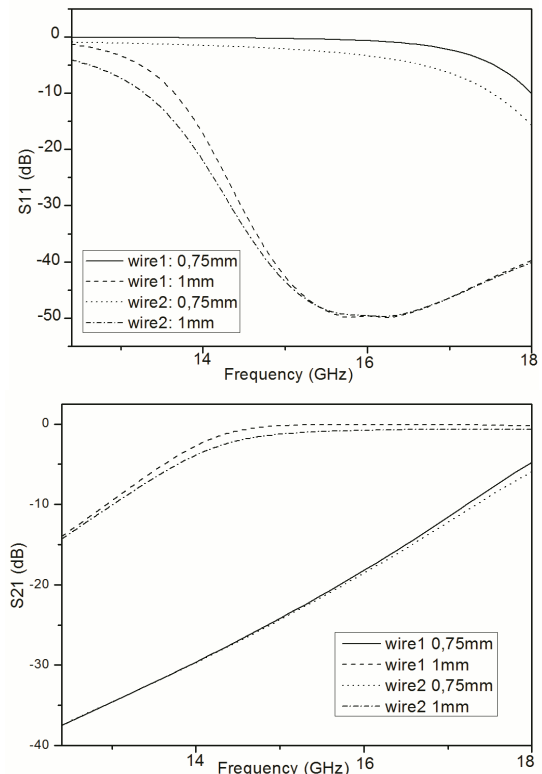 0
-10
-20
-30
-40
-50
S11 (dB)
wire1: 0,75mm
wire1: 1mm
wire2: 0,75mm
wire2: 1mm
14
16
18
Frequency (GHz)
0
-10
-20
-30
-40
S21 (dB)
wire1 0,75mm
wire1 1mm
wire2 0,75mm
wire2 1mm
14
16
18
Frequency (GHz)